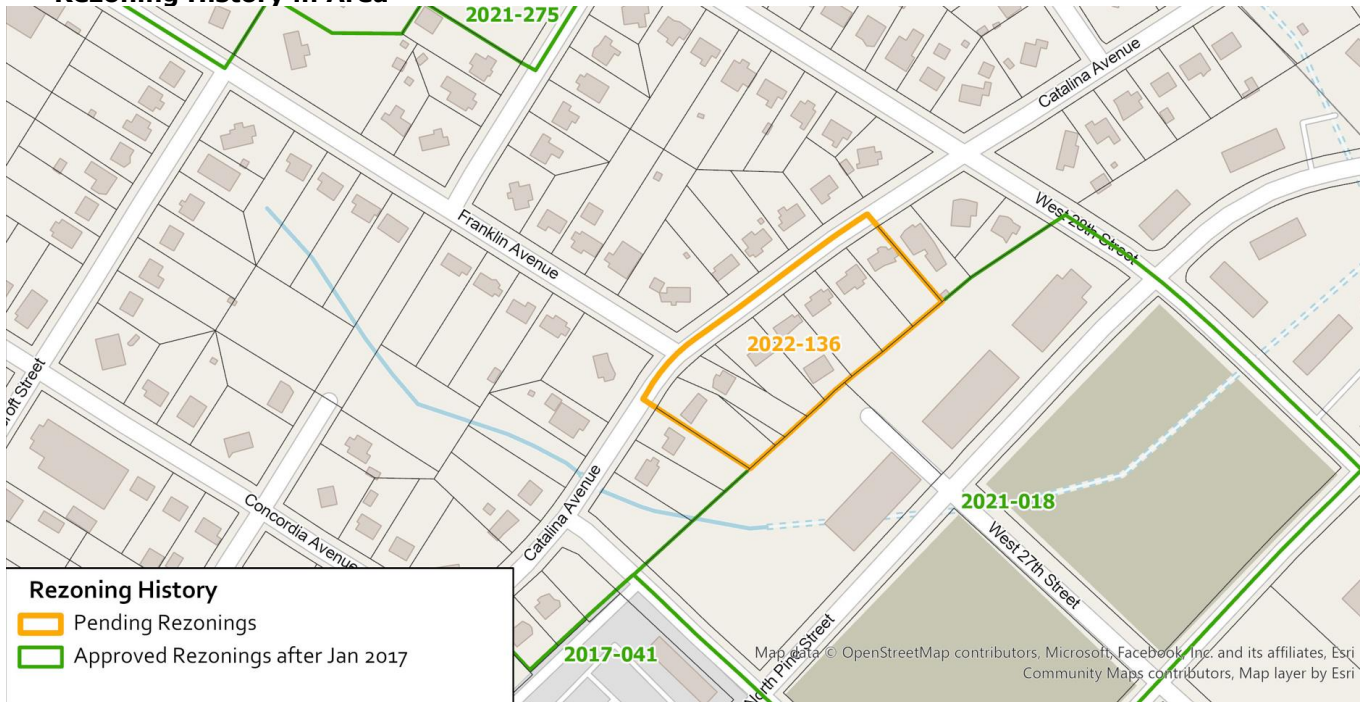 Rezoning History in Area
2021-275
Catalina Avenue
West 28th Street
Franklin Avenue
2022-136
Catalina Avenue
Concordia Avenue
2021-018
West 27th Street
North Pine Street
2017-041
Rezoning History
Pending Rezonings
Approved Rezonings after Jan 2017
Map data © OpenStreetMap contributors, Microsoft, Facebook, Inc. and its affiliates, Esri
Community Maps contributors, Map layer by Esri